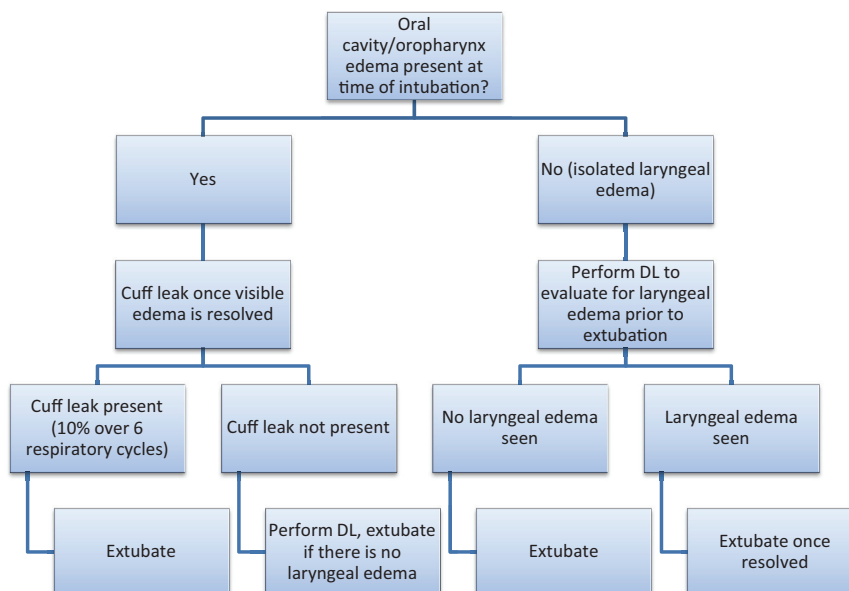 Oral
cavity/oropharynx
edema present at
time of intubation?
Yes
No (isolated laryngeal
edema)
Cuff leak once visible
edema is resolved
Perform DL to
evaluate for laryngeal
edema prior to
extubation
Cuff leak present
(10% over 6
respiratory cycles)
Cuff leak not present
No laryngeal edema
seen
Laryngeal edema
seen
Extubate
Perform DL, extubate
if there is no
laryngeal edema
Extubate
Extubate once
resolved